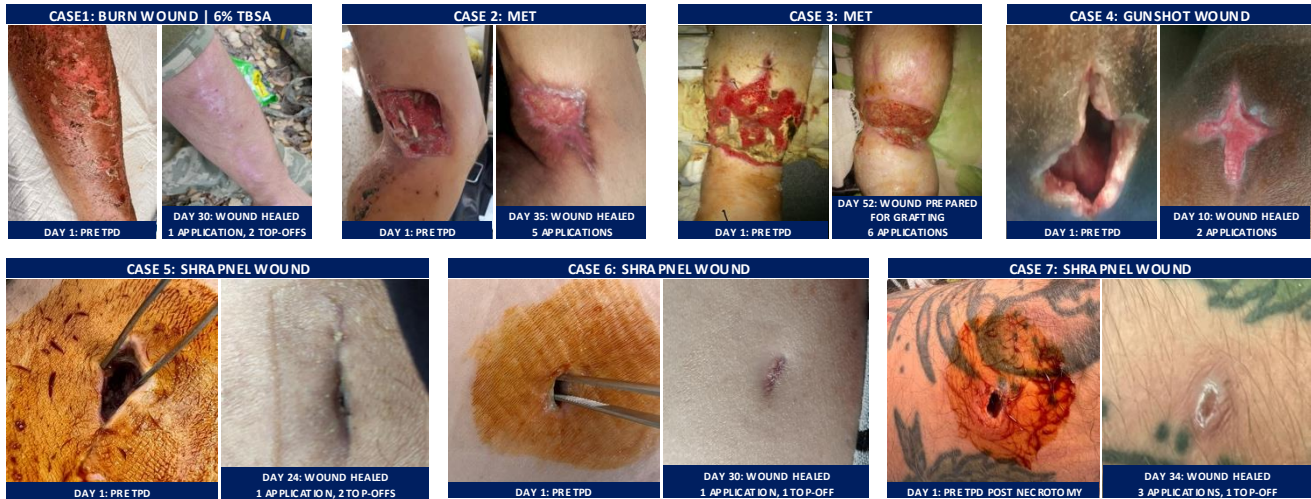 CASE1: BURN WOUND | 6% TBSA
DAY 1: PRE TPD
DAY 30: WOUND HEALED
1 APPLICATION, 2 TOP-OFFS
CASE 2: MET
DAY 1: PRE TPD
DAY 35: WOUND HEALED
5 APPLICATIONS
CASE 3: MET
DAY 1: PRE TPD
DAY 52: WOUND PREPARED
FOR GRAFTING
6 APPLICATIONS
CASE 4: GUNSHOT WOUND
DAY 1: PRE TPD
DAY 10: WOUND HEALED
2 APPLICATIONS
CASE 5: SHRAPNEL WOUND
DAY 1: PRE TPD
DAY 24: WOUND HEALED
1 APPLICATION, 2 TOP-OFFS
CASE 6: SHRAPNEL WOUND
DAY 1: PRE TPD
DAY 30: WOUND HEALED
1 APPLICATION, 1 TOP-OFF
CASE 7: SHRAPNEL WOUND
DAY 1: PRE TPD POST NECROTOMY
DAY 34: WOUND HEALED
3 APPLICATIONS, 1 TOP-OFF